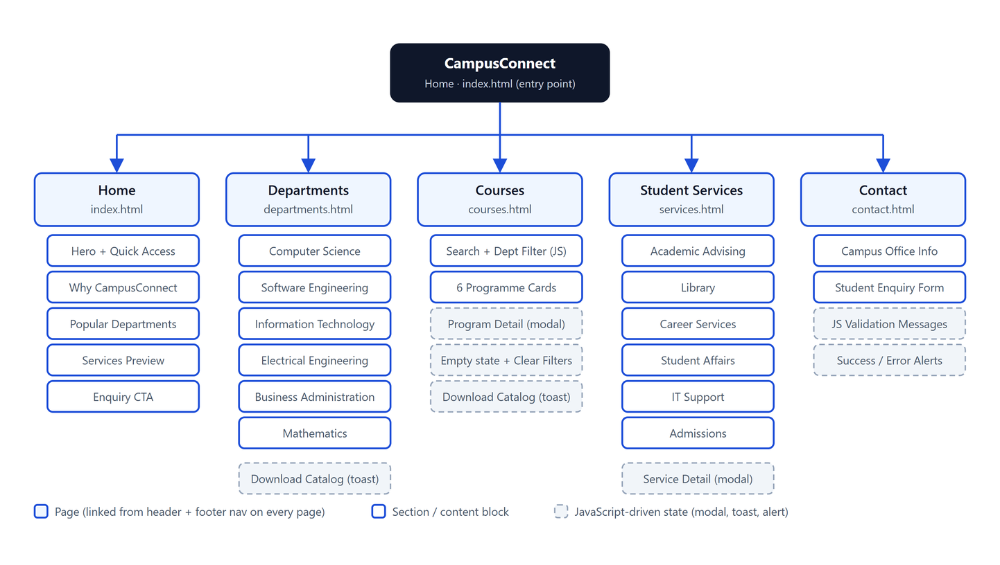 CampusConnect
Home · index.html (entry point)
Home
index.html
Hero + Quick Access
Why CampusConnect
Popular Departments
Services Preview
Enquiry CTA
Departments
departments.html
Computer Science
Software Engineering
Information Technology
Electrical Engineering
Business Administration
Mathematics
Download Catalog (toast)
Courses
courses.html
Search + Dept Filter (JS)
6 Programme Cards
Program Detail (modal)
Empty state + Clear Filters
Download Catalog (toast)
Student Services
services.html
Academic Advising
Library
Career Services
Student Affairs
IT Support
Admissions
Service Detail (modal)
Contact
contact.html
Campus Office Info
Student Enquiry Form
JS Validation Messages
Success / Error Alerts
Page (linked from header + footer nav on every page)
Section / content block
JavaScript-driven state (modal, toast, alert)